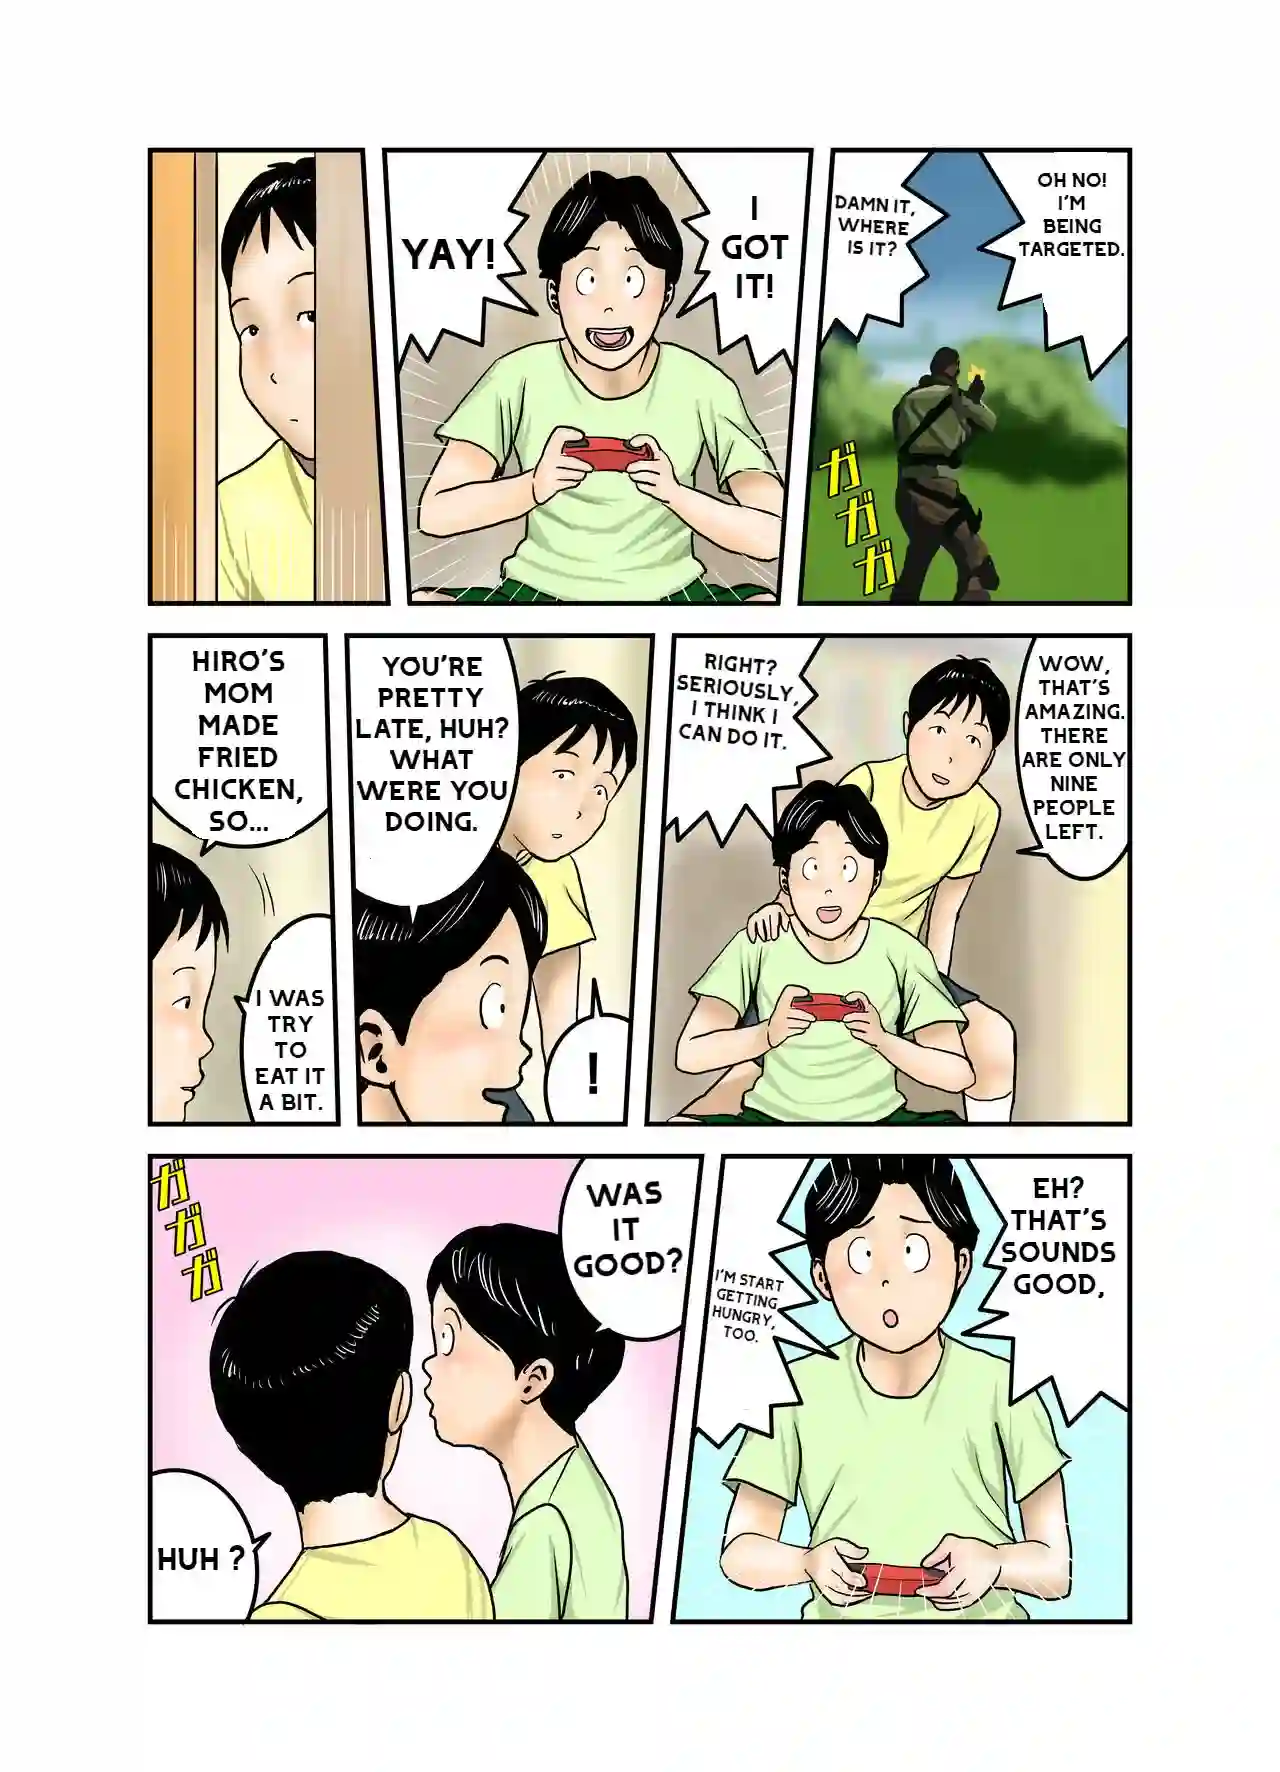 OH NO!
I'M
BEING
TARGETED.
DAMN IT,
WHERE
IS IT?
ガガガ
I
GOT
IT!
YAY!
WOW,
THAT'S
AMAZING.
THERE
ARE ONLY
NINE
PEOPLE
LEFT.
RIGHT?
SERIOUSLY,
I THINK I
CAN DO IT.
YOU'RE
PRETTY
LATE, HUH?
WHAT
WERE YOU
DOING.
!
HIRO'S
MOM
MADE
FRIED
CHICKEN,
SO...
I WAS
TRY
TO
EAT IT
A BIT.
EH?
THAT'S
SOUNDS
GOOD,
I'M START
GETTING
HUNGRY,
TOO.
WAS
IT
GOOD?
ガガガ
HUH ?